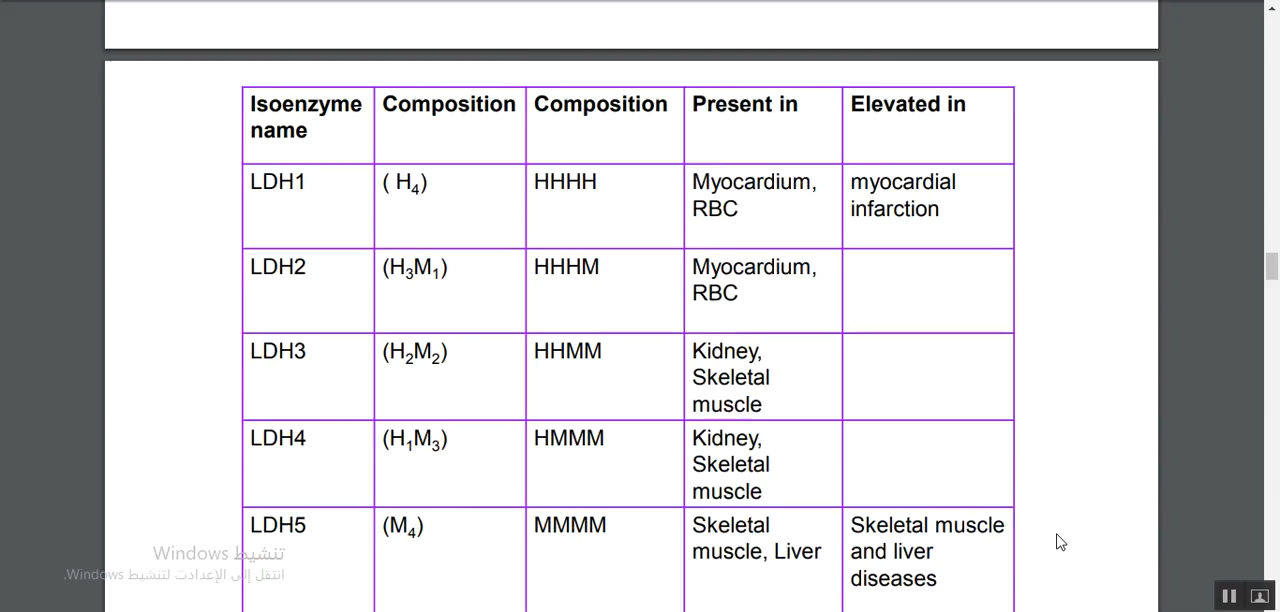 Isoenzyme name
Composition
Composition
Present in
Elevated in
LDH1
( H₄)
HHHH
Myocardium,
RBC
myocardial
infarction
LDH2
(H₃M₁)
HHHM
Myocardium,
RBC
LDH3
(H₂M₂)
HHMM
Kidney,
Skeletal
muscle
LDH4
(H₁M₃)
HMMM
Kidney,
Skeletal
muscle
LDH5
(M₄)
MMMM
Skeletal
muscle, Liver
Skeletal muscle
and liver
diseases
تنشيط Windows
انتقل إلى الإعدادت لتنشيط Windows.